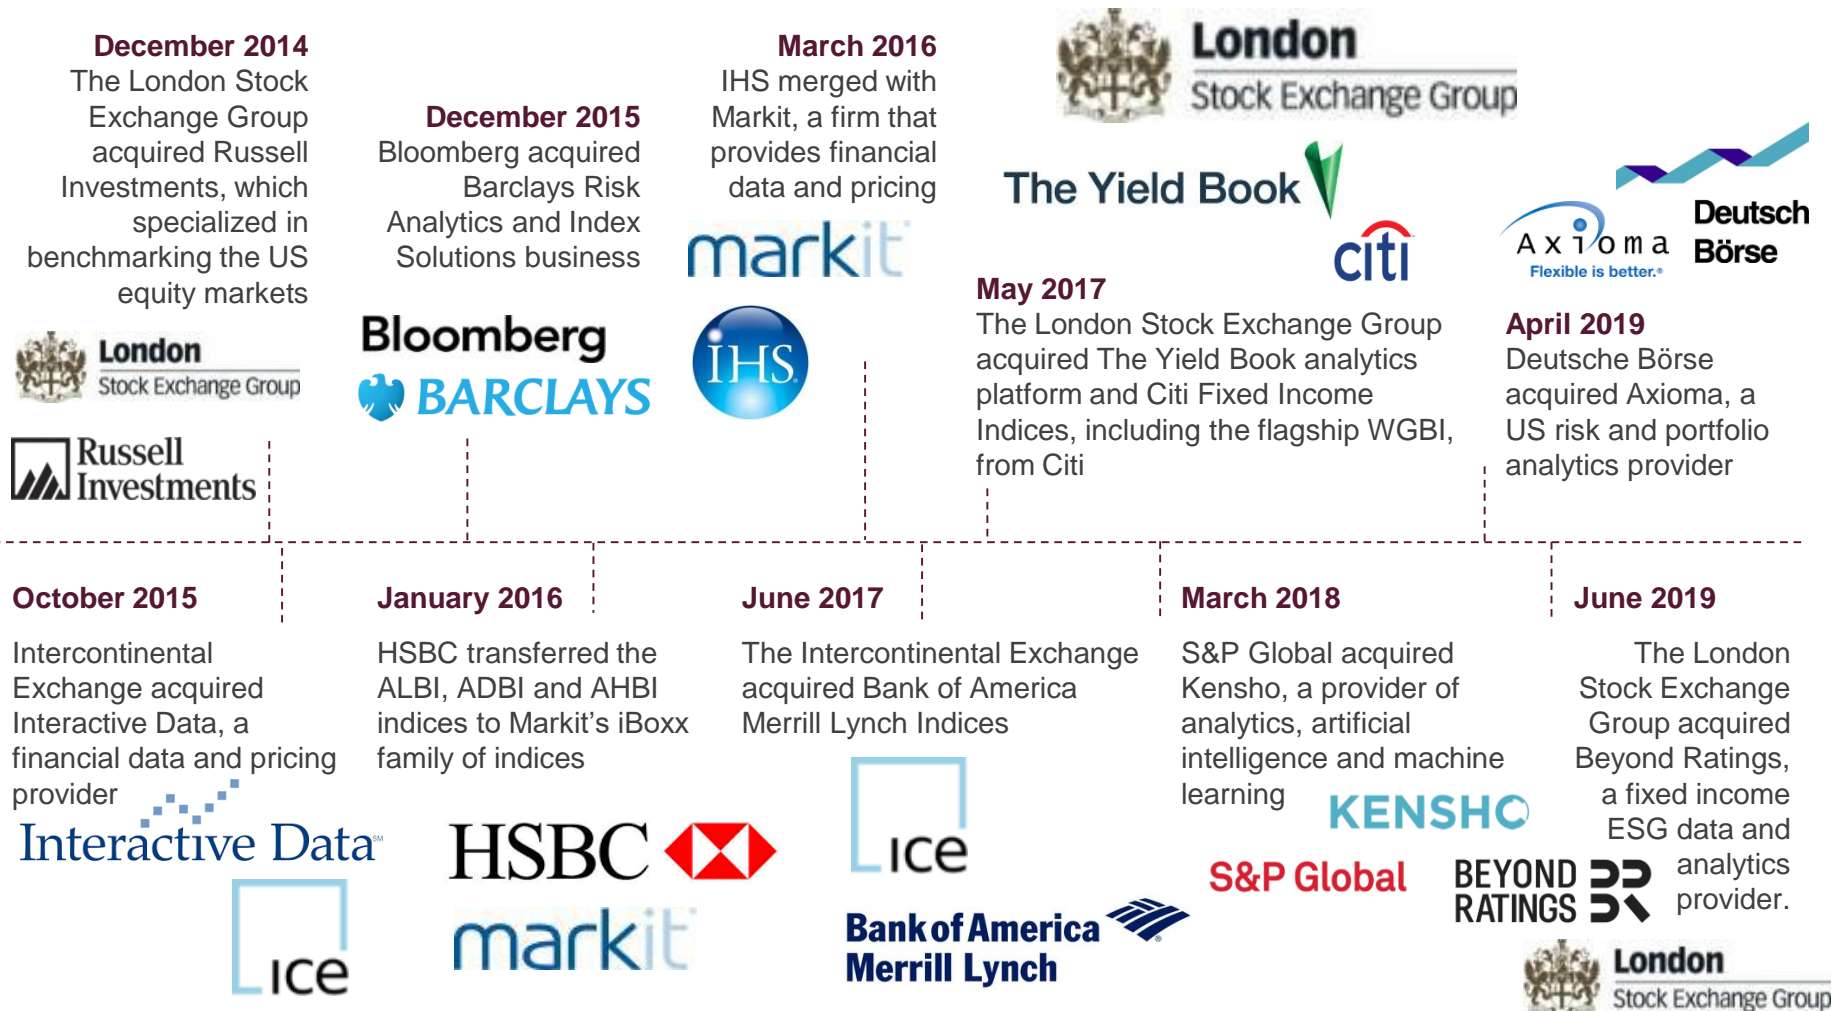 December 2014
The London Stock
Exchange Group
acquired Russell
Investments, which
specialized in
benchmarking the US
equity markets
London
Stock Exchange Group
Russell
Investments
December 2015
Bloomberg acquired
Barclays Risk
Analytics and Index
Solutions business
Bloomberg
BARCLAYS
March 2016
IHS merged with
Markit, a firm that
provides financial
data and pricing
markit
IHS
London
Stock Exchange Group
The Yield Book
citi
May 2017
The London Stock Exchange Group
acquired The Yield Book analytics
platform and Citi Fixed Income
Indices, including the flagship WGBI,
from Citi
Axioma
Flexible is better.®
Deutsch
Börse
April 2019
Deutsche Börse
acquired Axioma, a
US risk and portfolio
analytics provider
October 2015
Intercontinental
Exchange acquired
Interactive Data, a
financial data and pricing
provider
Interactive Data℠
ice
January 2016
HSBC transferred the
ALBI, ADBI and AHBI
indices to Markit's iBoxx
family of indices
HSBC
markit
June 2017
The Intercontinental Exchange
acquired Bank of America
Merrill Lynch Indices
ice
Bank of America
Merrill Lynch
March 2018
S&P Global acquired
Kensho, a provider of
analytics, artificial
intelligence and machine
learning
KENSHO
S&P Global
June 2019
The London
Stock Exchange
Group acquired
Beyond Ratings,
a fixed income
ESG data and
analytics
provider.
BEYOND
RATINGS
London
Stock Exchange Group